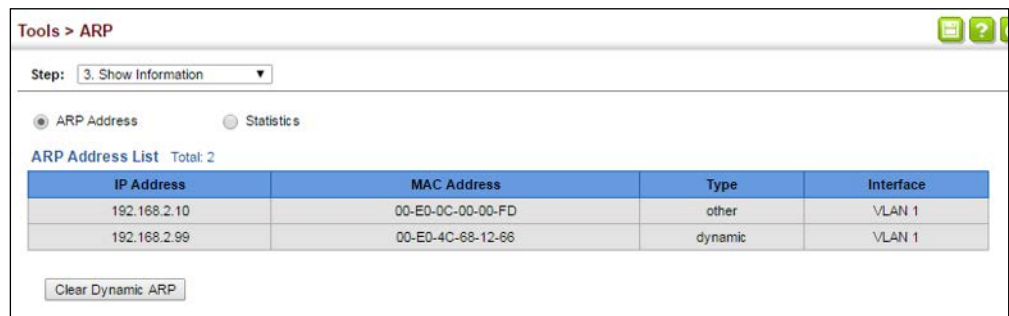 Tools > ARP
?
Step: 3. Show Information
ARP Address Statistics
ARP Address List Total: 2
IP Address MAC Address Type Interface
192.168.2.10 00-E0-0C-00-00-FD other VLAN 1
192.168.2.99 00-E0-4C-68-12-66 dynamic VLAN 1
Clear Dynamic ARP